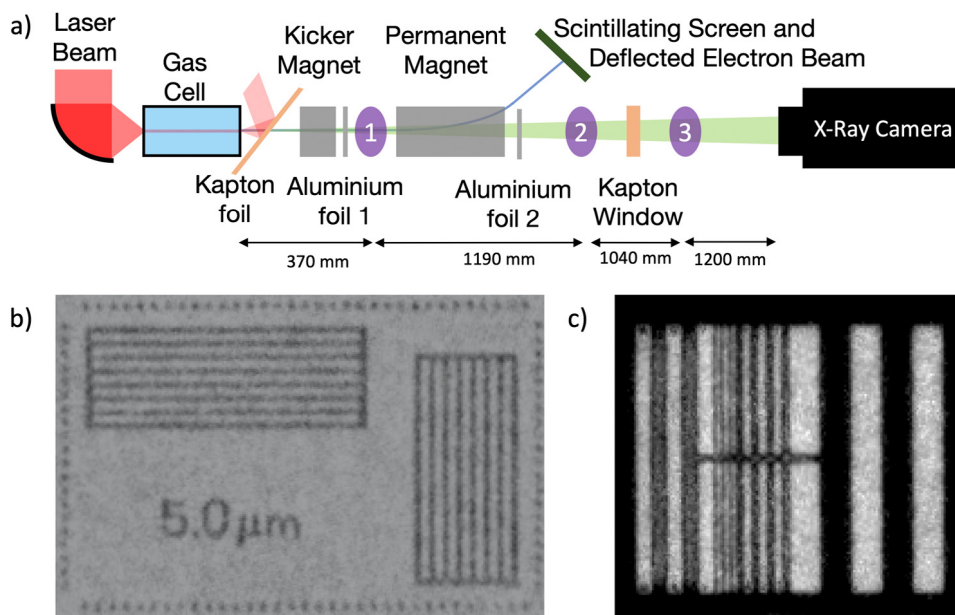 a)
Laser
Beam
Gas
Cell
Kicker
Magnet
Permanent
Magnet
Scintillating Screen and
Deflected Electron Beam
1
2
3
X-Ray Camera
Kapton
foil
Aluminium
foil 1
Aluminium
foil 2
Kapton
Window
370 mm
1190 mm
1040 mm
1200 mm
b)
5.0μm
c)